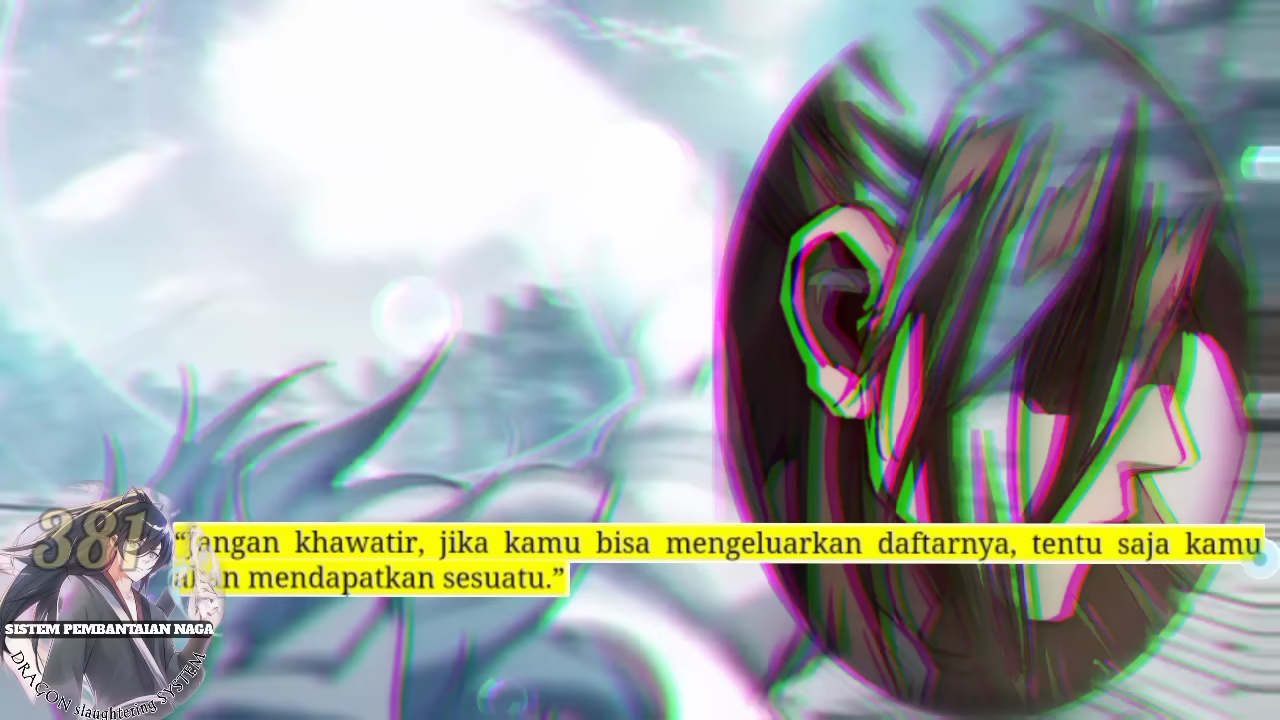 381
“Jangan khawatir, jika kamu bisa mengeluarkan daftarnya, tentu saja kamu
akan mendapatkan sesuatu.”
SISTEM PEMBANTAIAN NAGA
DRAGON slaughtering SYSTEM